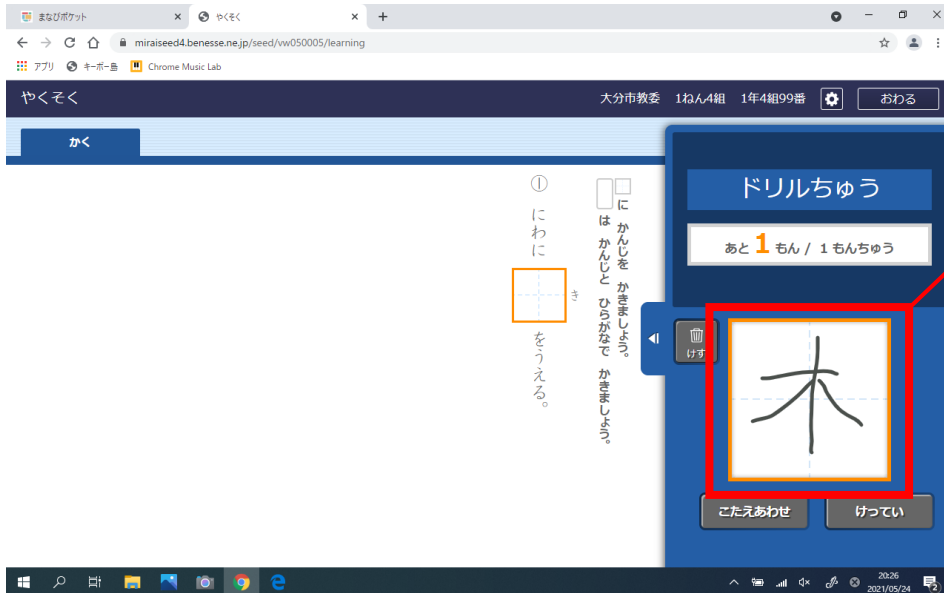 まなびポケット
やくそく
miraiseed4.benesse.ne.jp/seed/vw050005/learning
アプリ
キーボー島
Chrome Music Lab
やくそく
大分市教委 1ねん4組 1年4組99番
おわる
かく
□に かんじを かきましょう。
▯は かんじと ひらがなで かきましょう。
① にわに
き
をうえる。
ドリルちゅう
あと 1 もん / 1 もんちゅう
けす
木
こたえあわせ
けってい
20:26
2021/05/24
2